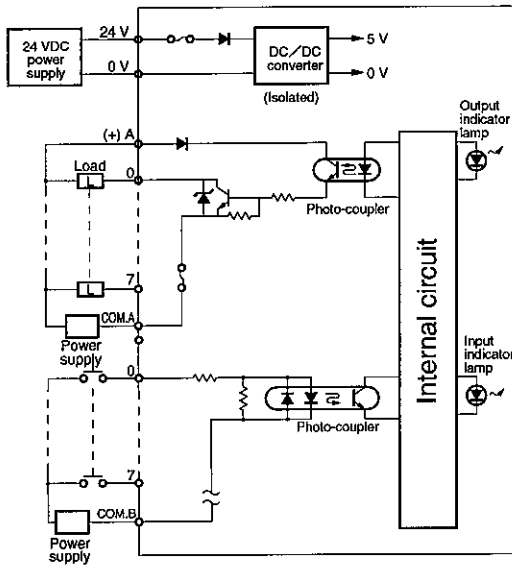 24 VDC
power
supply
24 V
0 V
DC/DC
converter
(Isolated)
5 V
0 V
(+) A
Load
L
0
L
7
COM.A
Power
supply
Photo-coupler
Internal circuit
Output
indicator
lamp
0
7
COM.B
Power
supply
Photo-coupler
Input
indicator
lamp